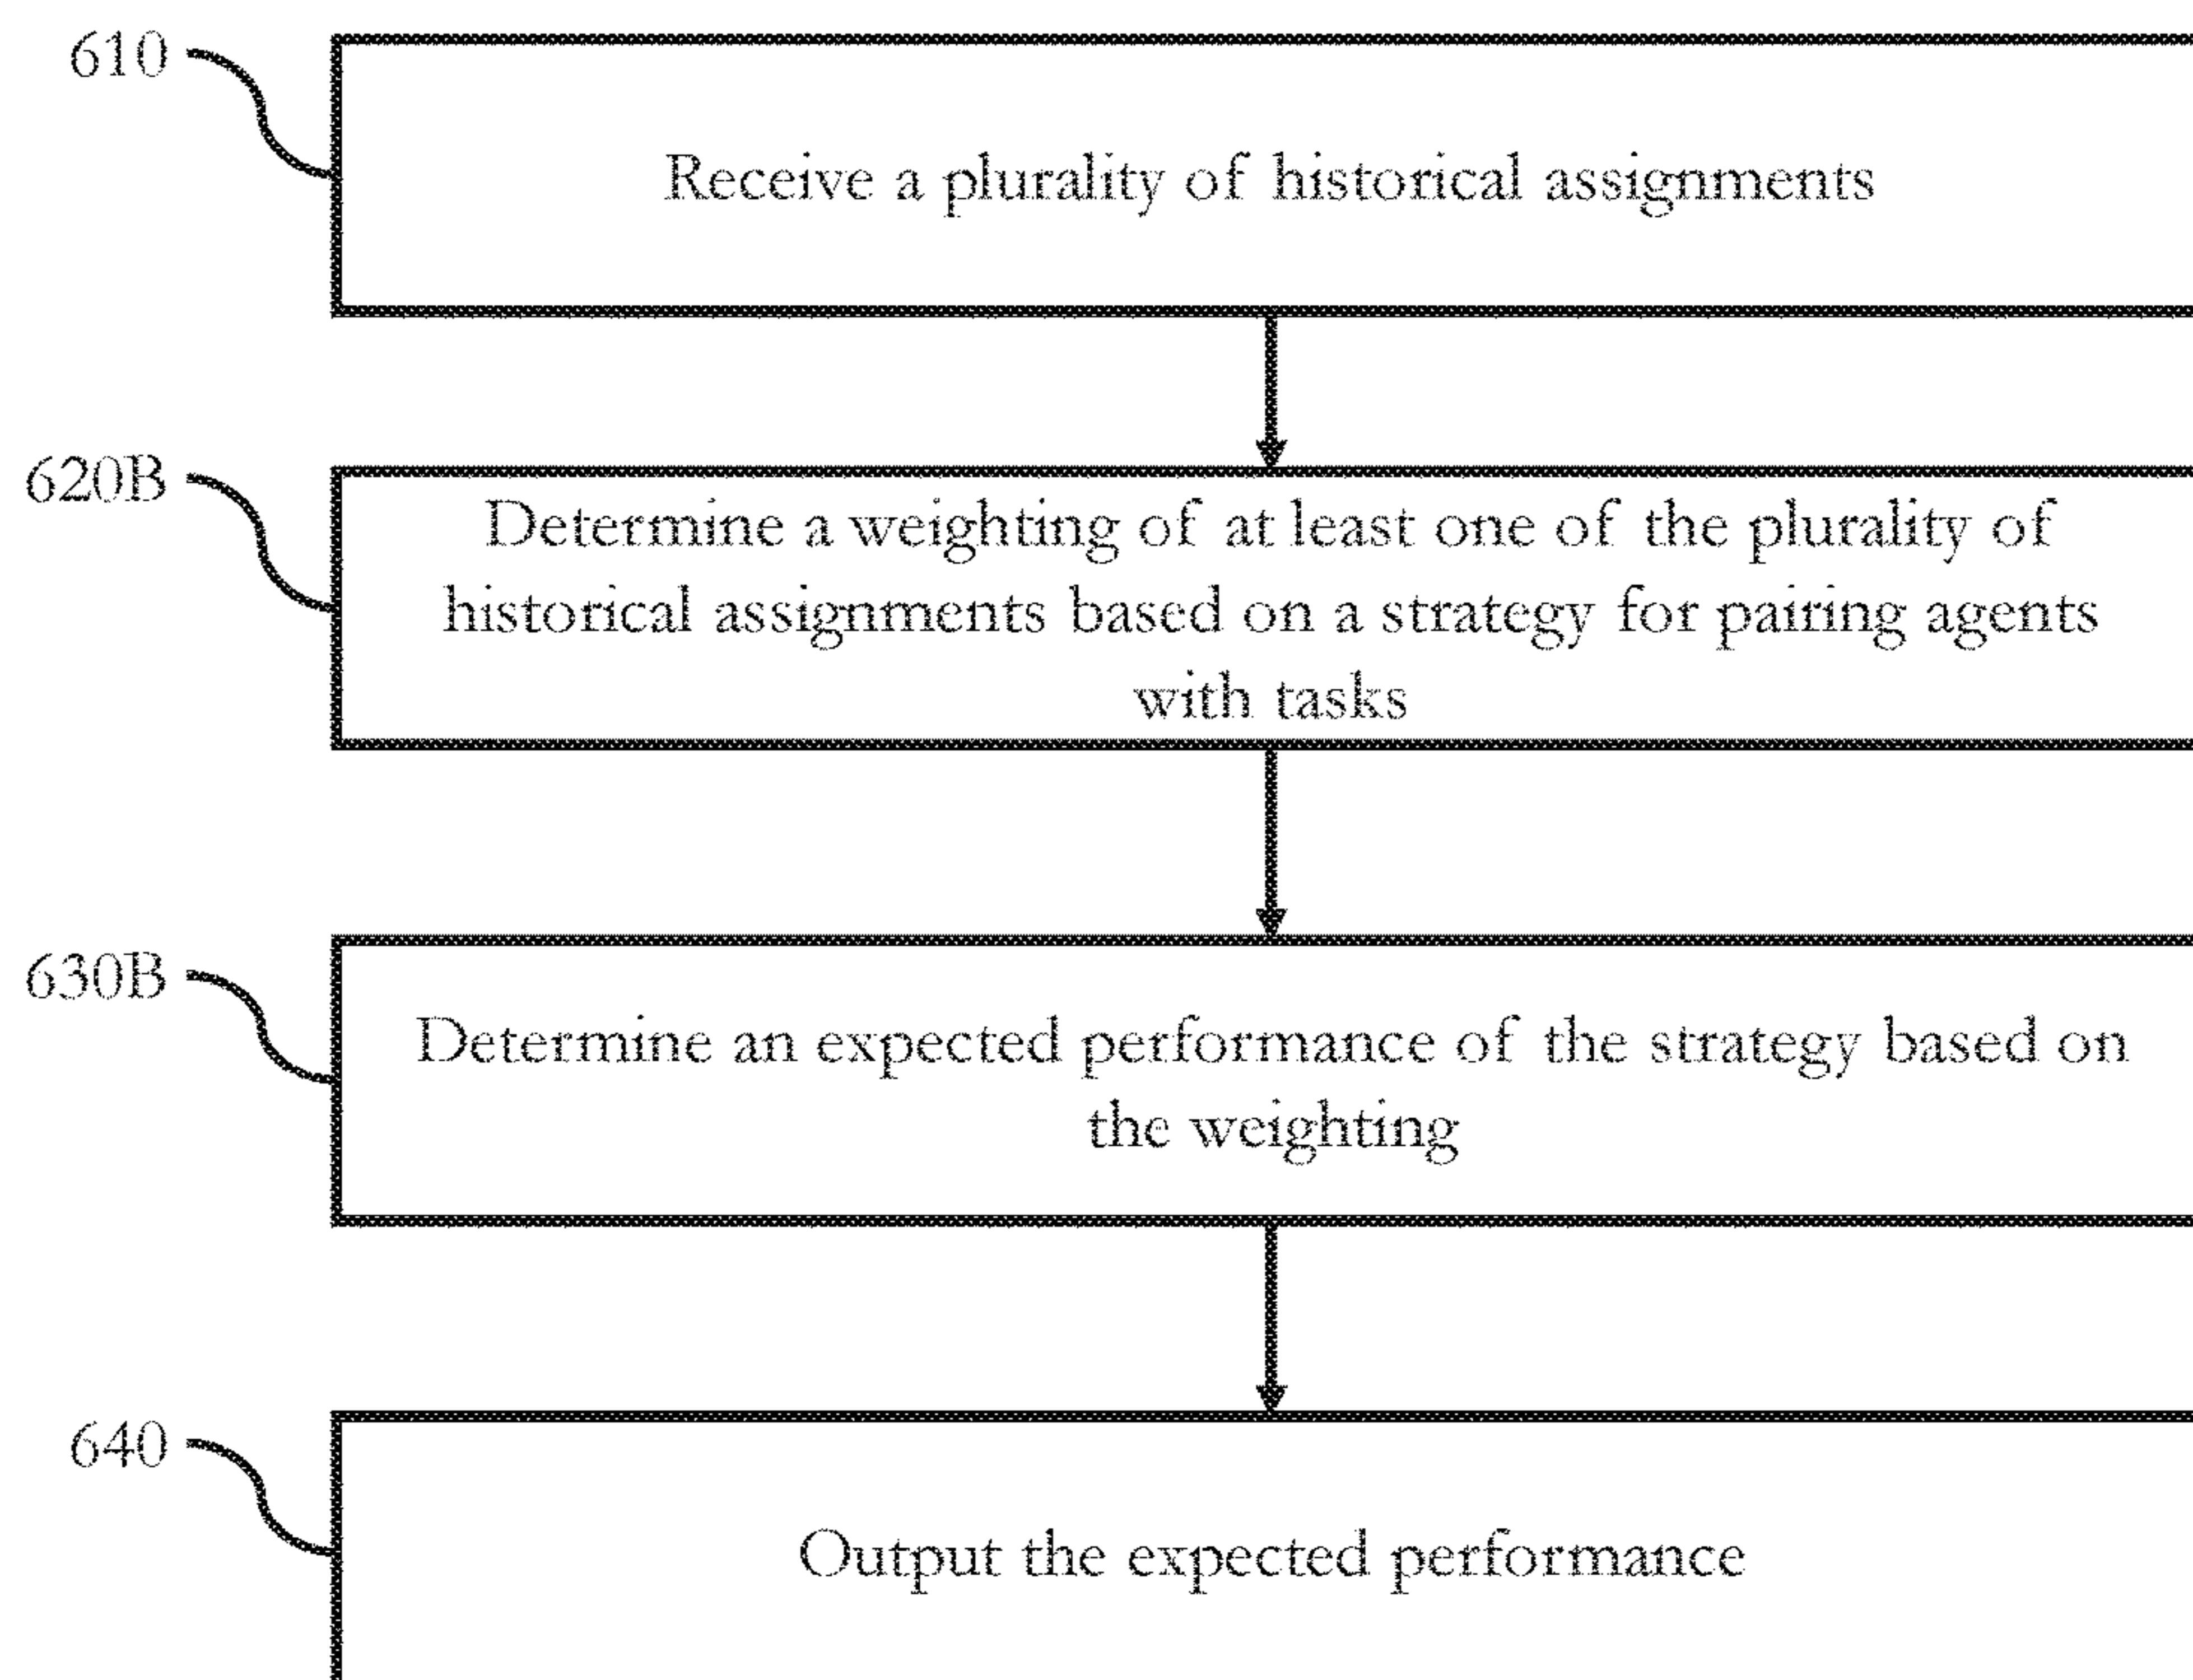 610
Receive a plurality of historical assignments
620B
Determine a weighting of at least one of the plurality of
historical assignments based on a strategy for pairing agents
with tasks
630B
Determine an expected performance of the strategy based on
the weighting
640
Output the expected performance